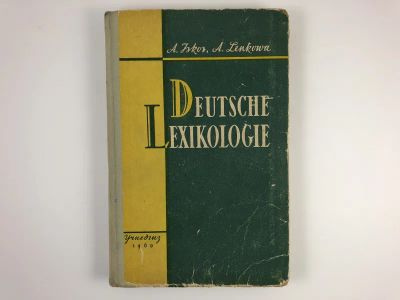 A. Iskos, A. Lenkowa
DEUTSCHE
LEXIKOLOGIE
Учпедгиз
1960